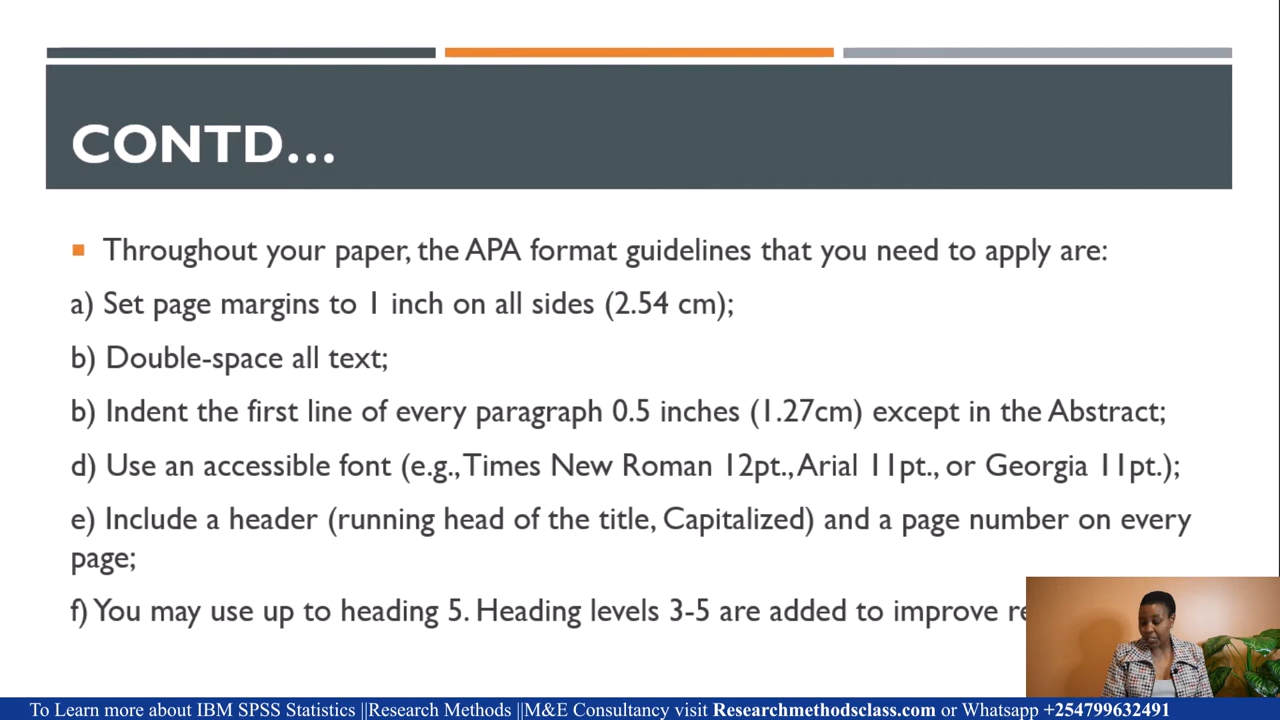 CONTD...
Throughout your paper, the APA format guidelines that you need to apply are:
a) Set page margins to 1 inch on all sides (2.54 cm);
b) Double-space all text;
b) Indent the first line of every paragraph 0.5 inches (1.27cm) except in the Abstract;
d) Use an accessible font (e.g., Times New Roman 12pt., Arial 11pt., or Georgia 11pt.);
e) Include a header (running head of the title, Capitalized) and a page number on every
page;
f) You may use up to heading 5. Heading levels 3-5 are added to improve
To Learn more about IBM SPSS Statistics ||Research Methods ||M&E Consultancy visit Researchmethodsclass.com or Whatsapp +254799632491